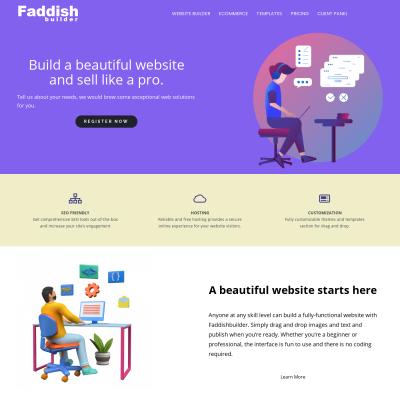 Faddish
builder
WEBSITE BUILDER ECOMMERCE TEMPLATES PRICING CLIENT PANEL
Build a beautiful website
and sell like a pro.
Tell us about your needs, we would brew some exceptional web solutions
for you.
REGISTER NOW
SEO FRIENDLY
Get comprehensive SEO tools out-of-the-box
and increase your site's engagement
HOSTING
Reliable and free hosting provides a secure
online experience for your website visitors.
CUSTOMIZATION
Fully customizable themes and templates
section for drag and drop.
A beautiful website starts here
Anyone at any skill level can build a fully-functional website with
Faddishbuilder. Simply drag and drop images and text and
publish when you're ready. Whether you're a beginner or
professional, the interface is fun to use and there is no coding
required.
Learn More